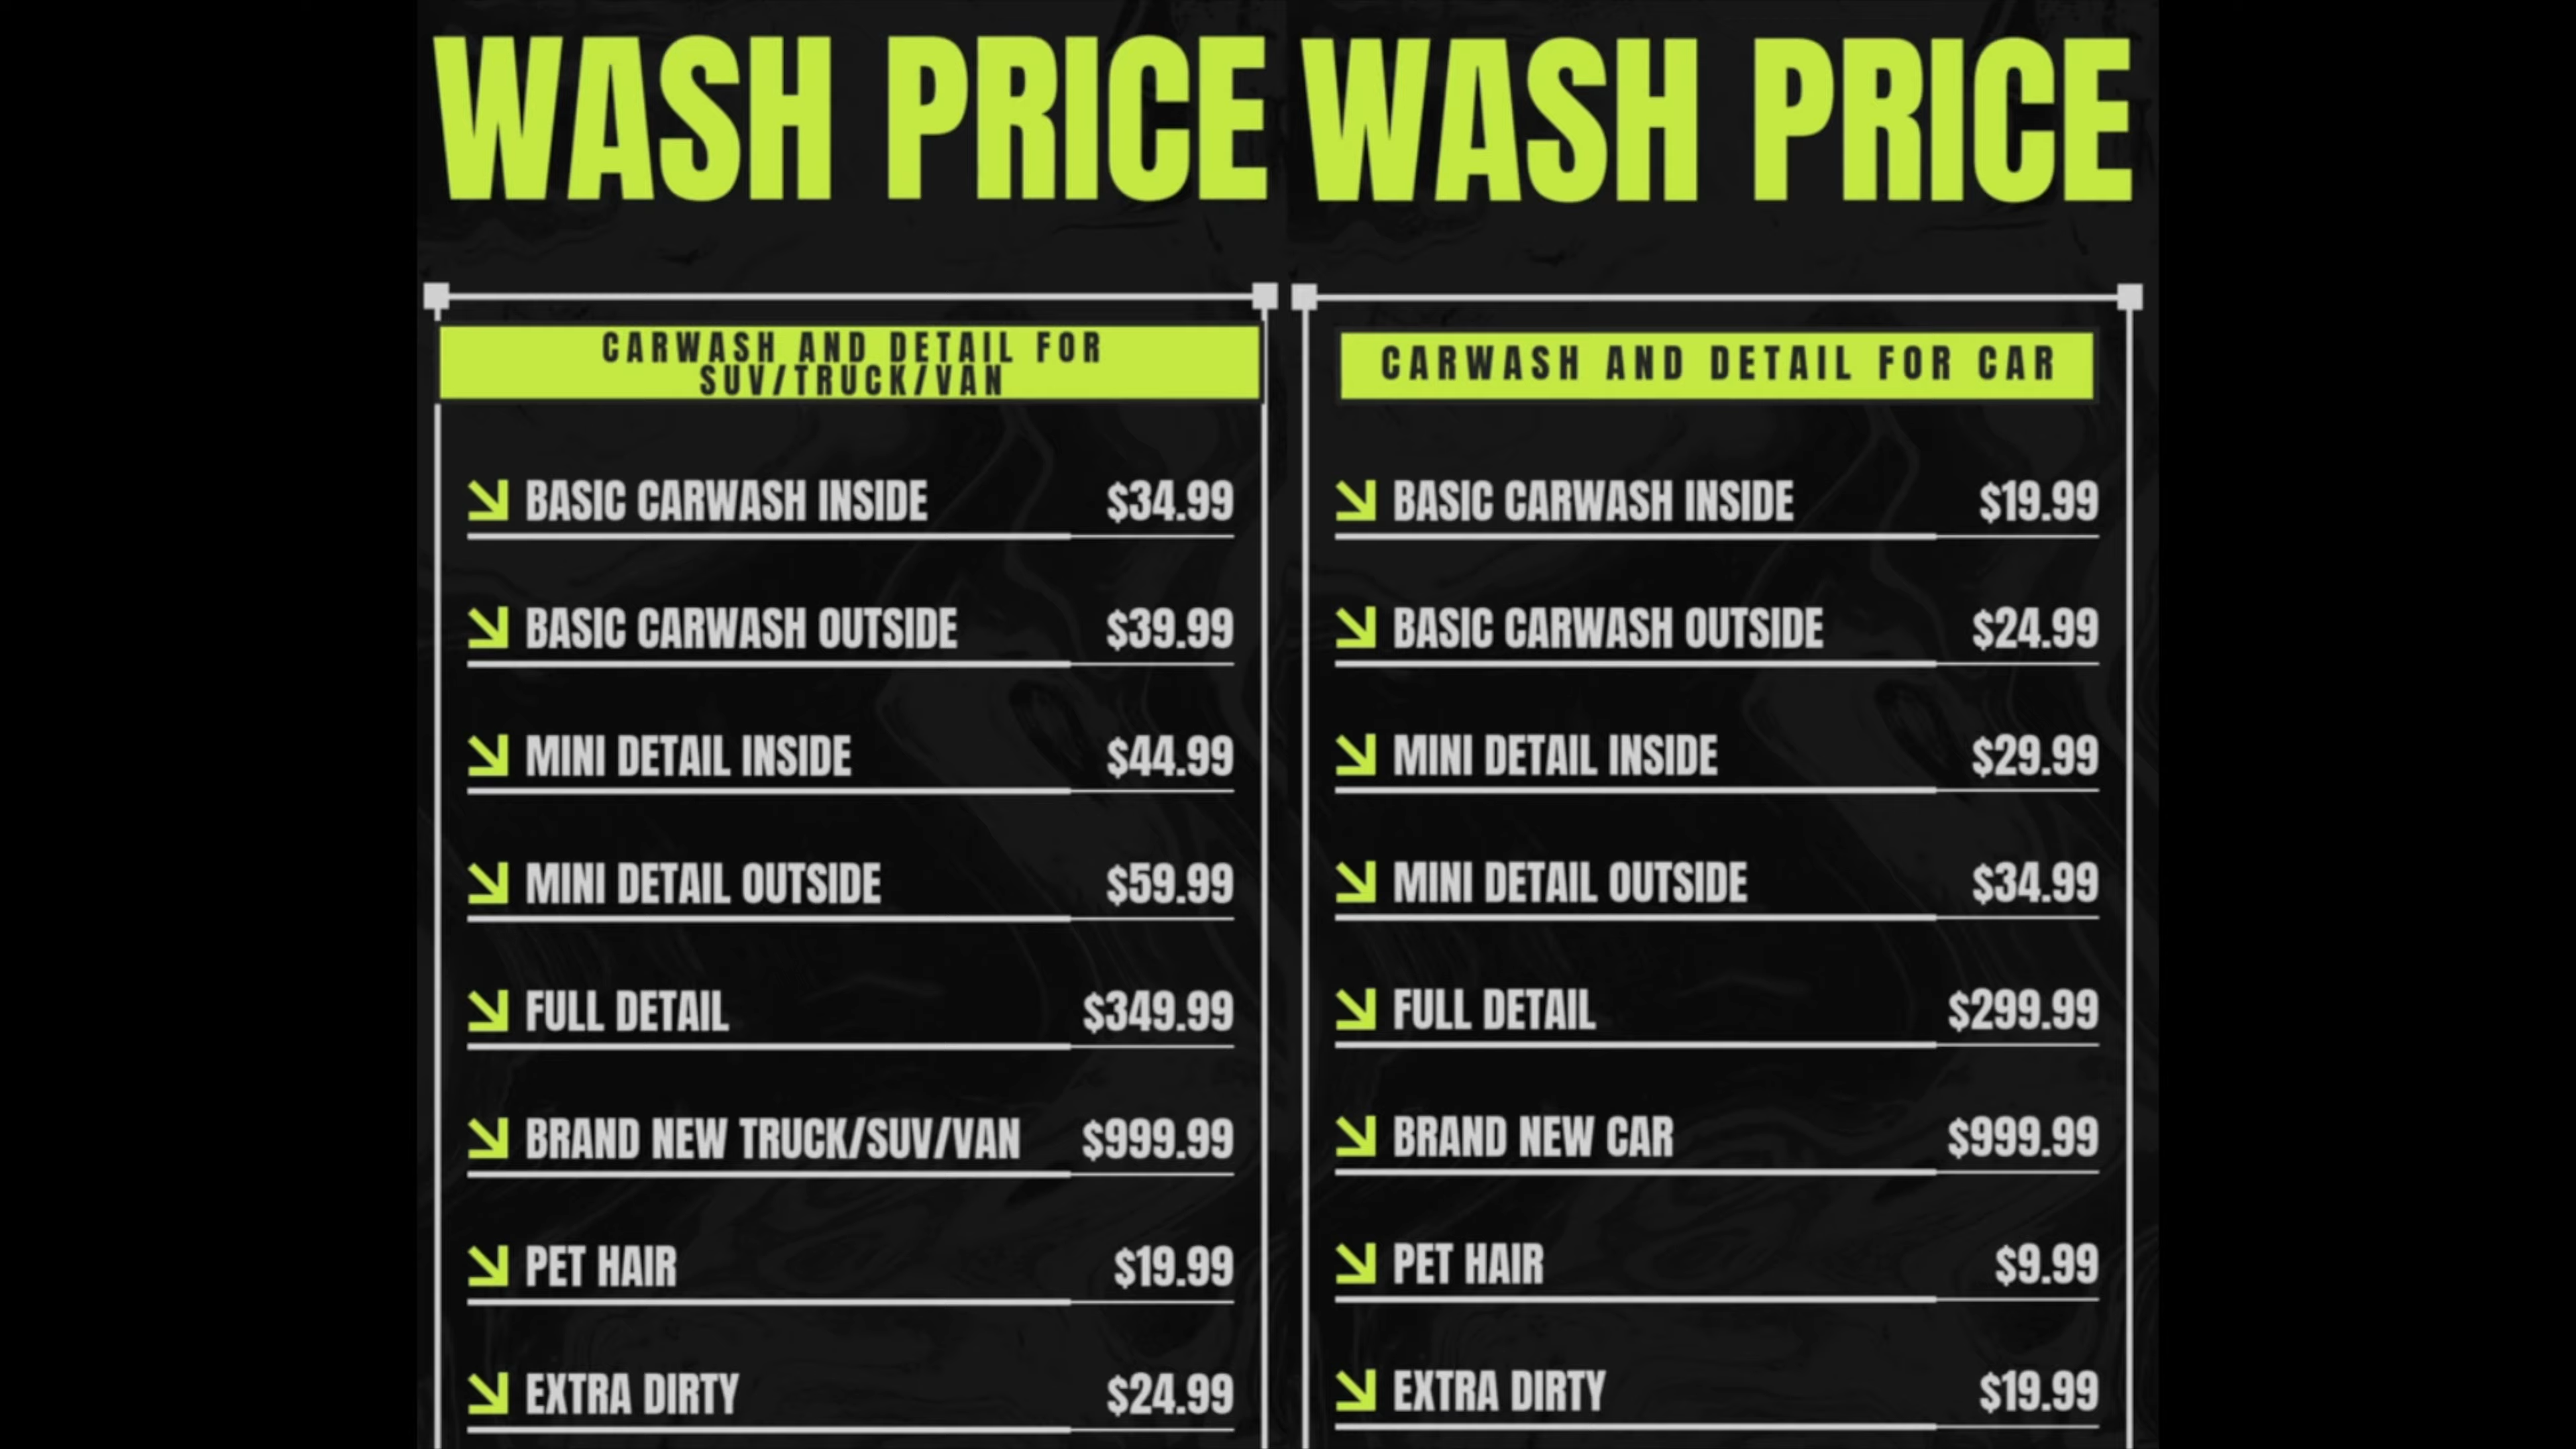 WASH PRICE
CARWASH AND DETAIL FOR
SUV/TRUCK/VAN
BASIC CARWASH INSIDE $34.99
BASIC CARWASH OUTSIDE $39.99
MINI DETAIL INSIDE $44.99
MINI DETAIL OUTSIDE $59.99
FULL DETAIL $349.99
BRAND NEW TRUCK/SUV/VAN $999.99
PET HAIR $19.99
EXTRA DIRTY $24.99
WASH PRICE
CARWASH AND DETAIL FOR CAR
BASIC CARWASH INSIDE $19.99
BASIC CARWASH OUTSIDE $24.99
MINI DETAIL INSIDE $29.99
MINI DETAIL OUTSIDE $34.99
FULL DETAIL $299.99
BRAND NEW CAR $999.99
PET HAIR $9.99
EXTRA DIRTY $19.99